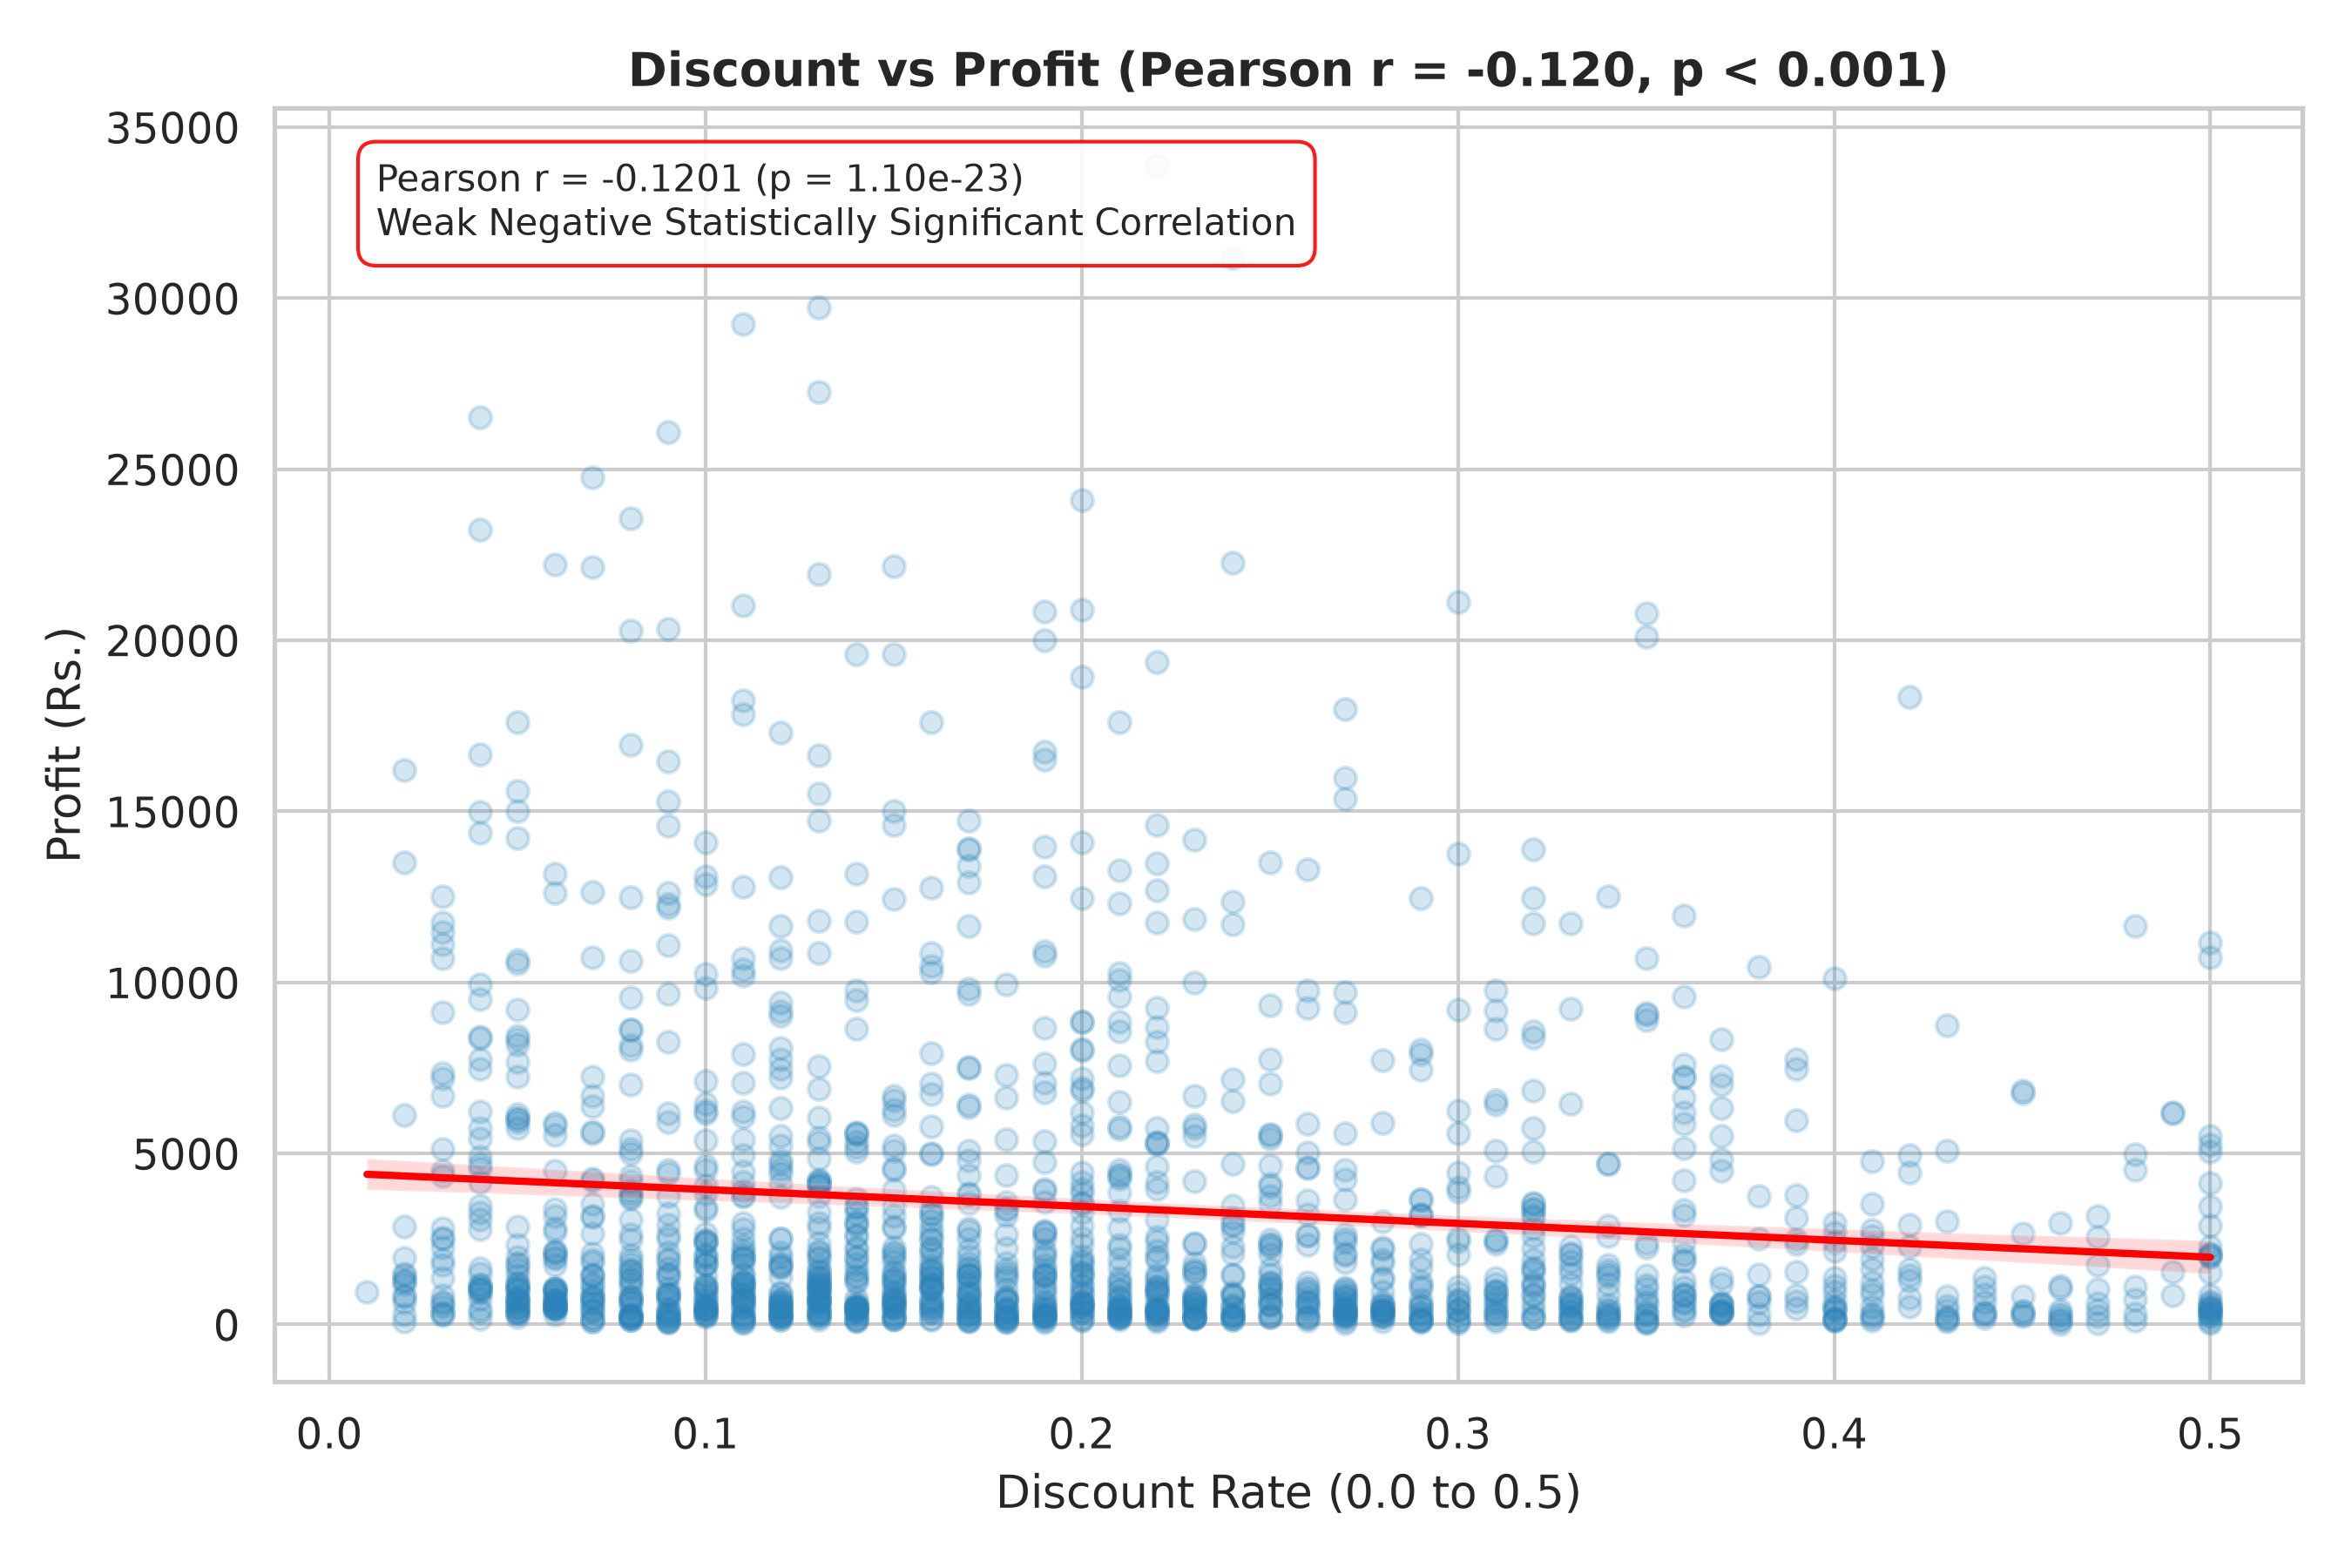 Discount vs Profit (Pearson r = -0.120, p < 0.001)
Pearson r = -0.1201 (p = 1.10e-23)
Weak Negative Statistically Significant Correlation
Profit (Rs.)
35000
30000
25000
20000
15000
10000
5000
0
0.0 0.1 0.2 0.3 0.4 0.5
Discount Rate (0.0 to 0.5)